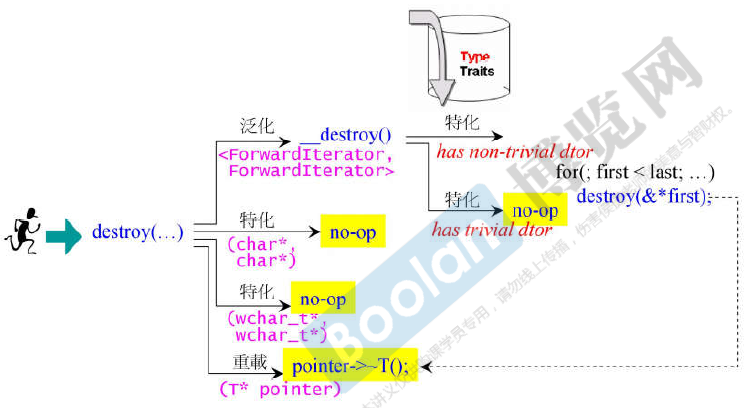 Type
Traits
泛化
__destroy()
<ForwardIterator,
ForwardIterator>
特化
has non-trivial dtor
for(; first < last; …)
destroy(&*first);
特化
no-op
has trivial dtor
destroy(…)
特化
(char*,
char*)
no-op
特化
(wchar_t*,
wchar_t*)
no-op
重載
(T* pointer)
pointer->~T();
Boolan
博览网